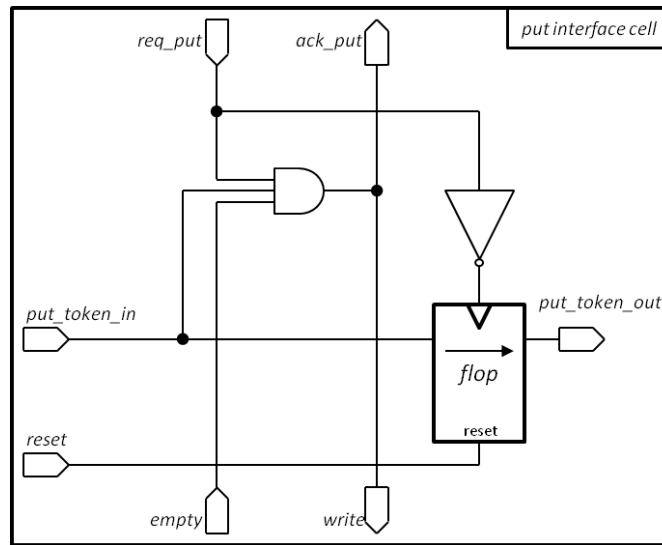 req_put
ack_put
put interface cell
put_token_in
put_token_out
flop
reset
reset
empty
write